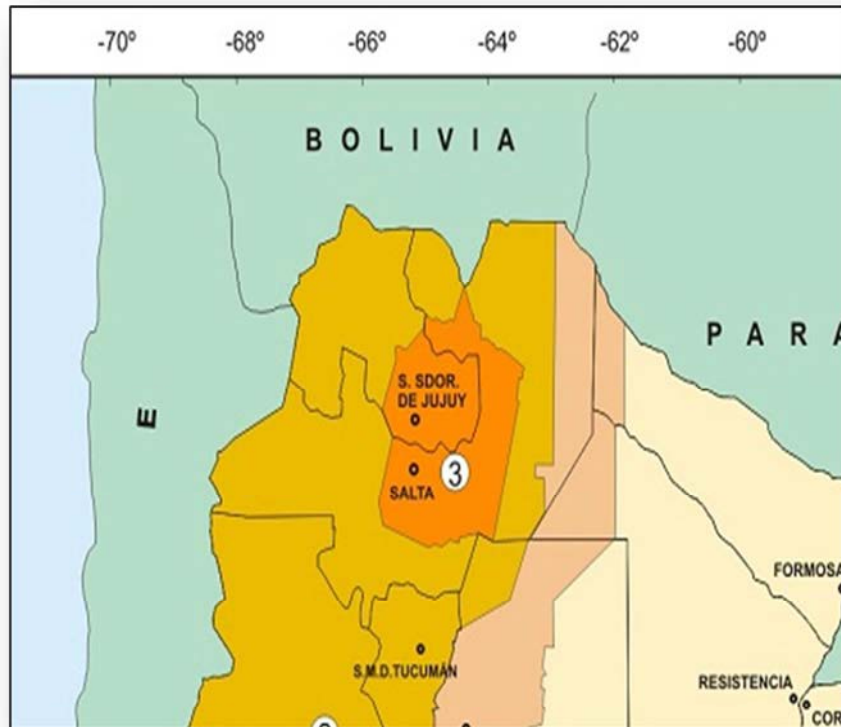 -70º -68º -66º -64º -62º -60º
BOLIVIA
PARA
E
S. SDOR.
DE JUJUY
3
SALTA
FORMOSA
S.M.D.TUCUMÁN
RESISTENCIA
COR